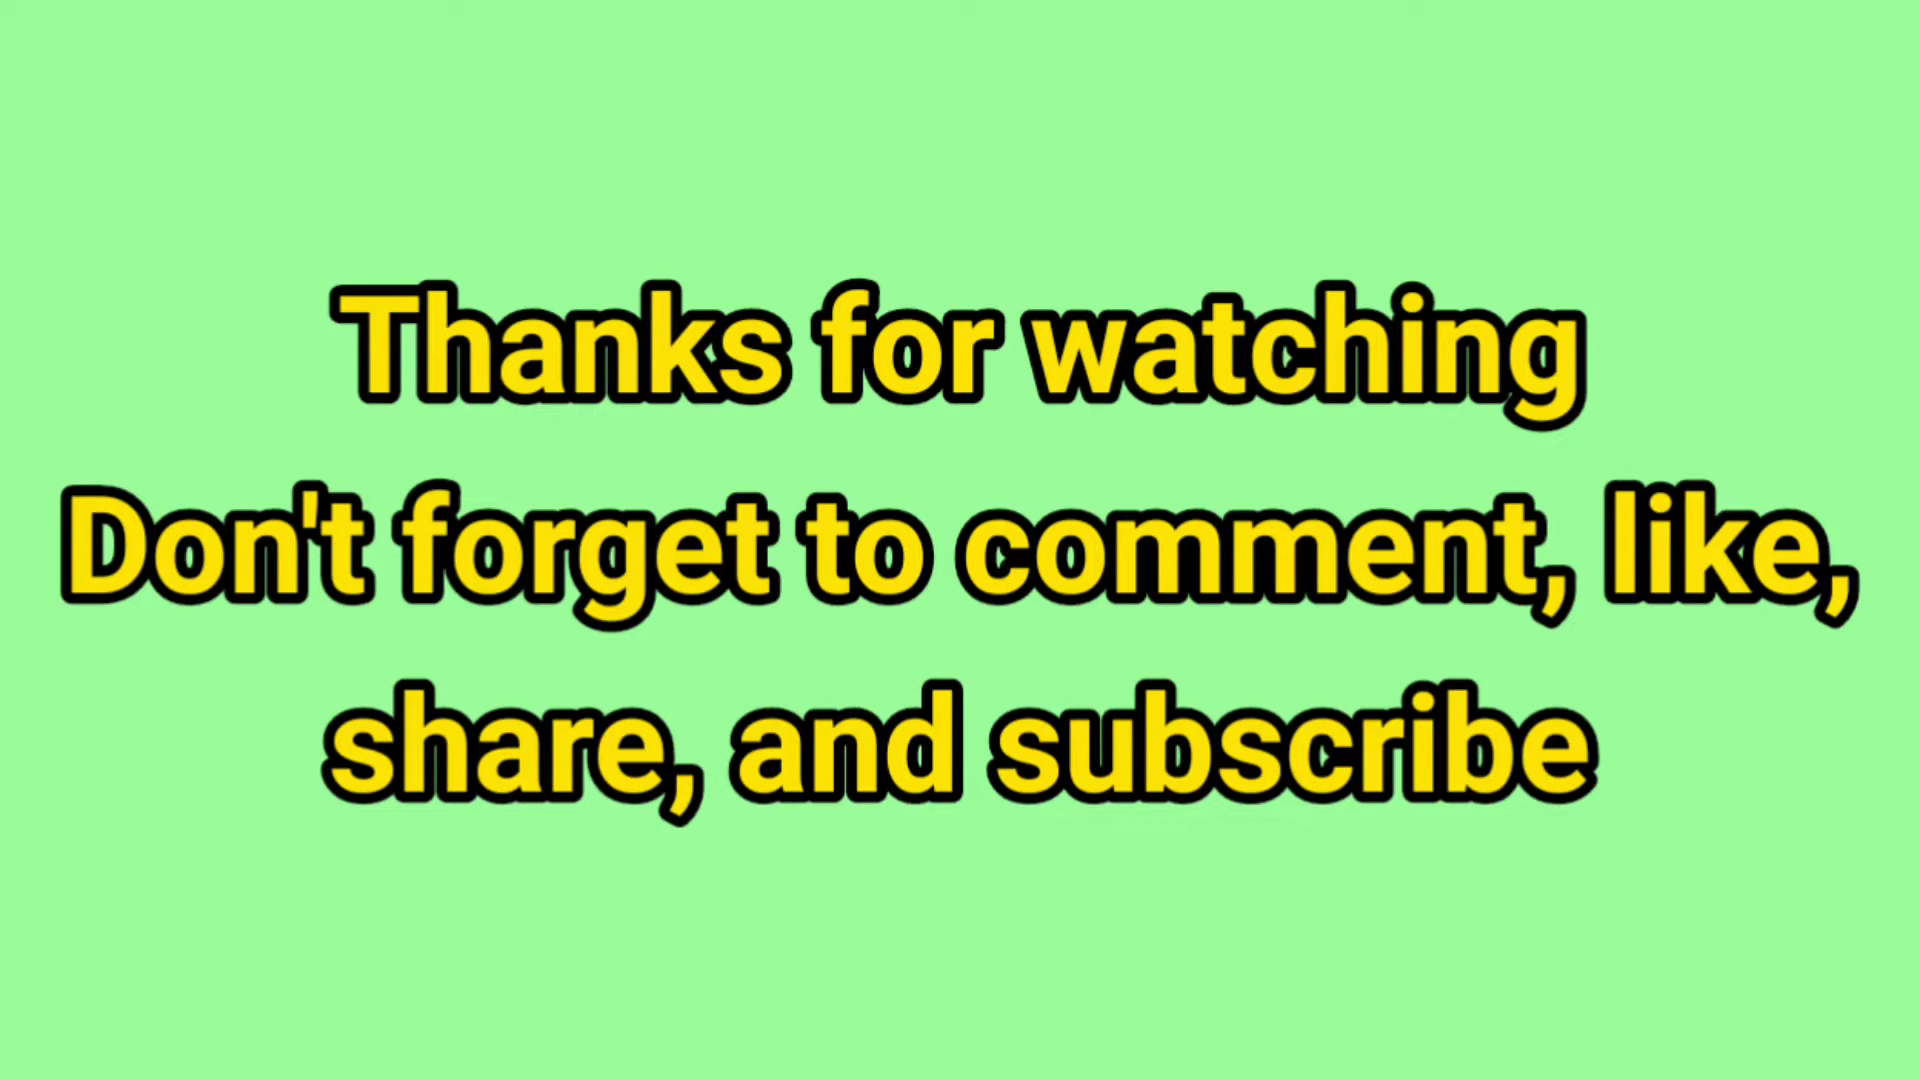 Thanks for watching
Don't forget to comment, like,
share, and subscribe